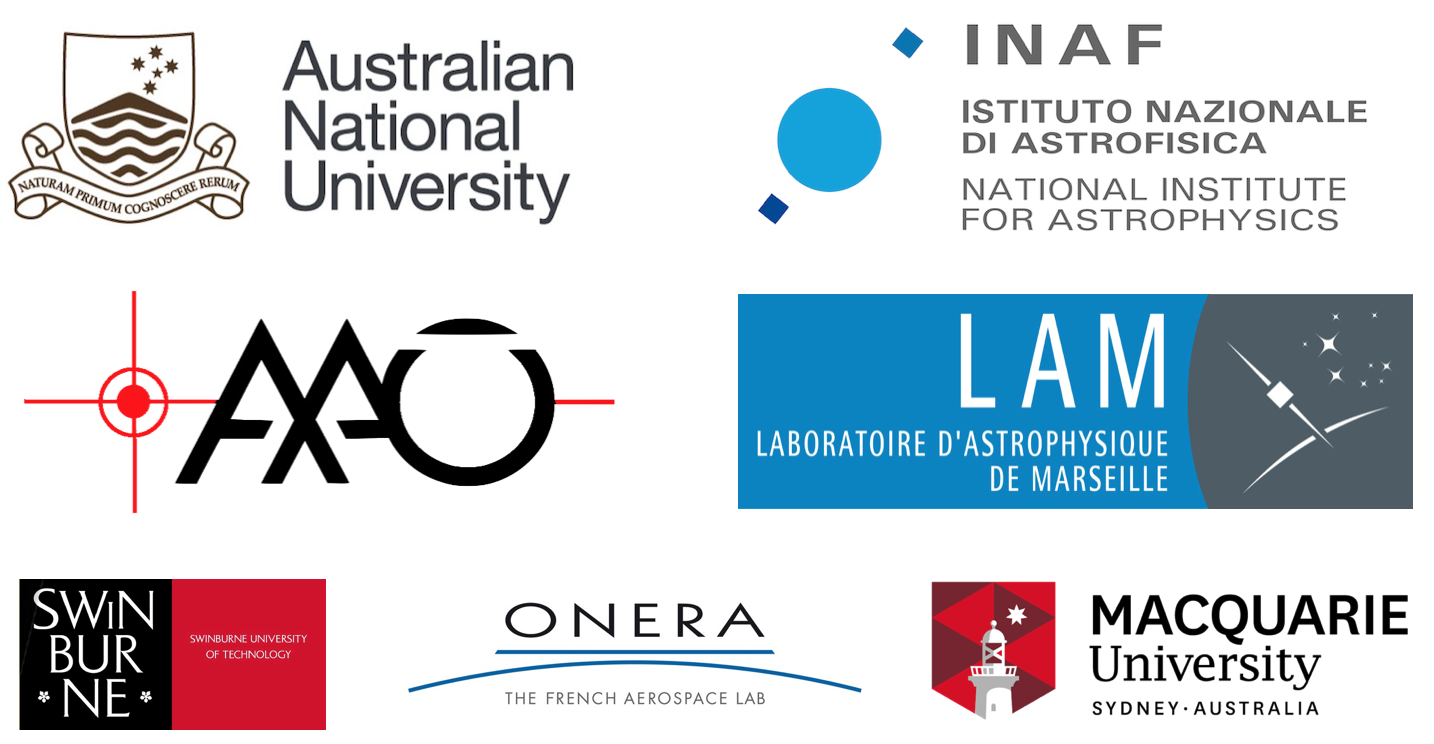 NATURAM PRIMUM COGNOSCERE RERUM
Australian
National
University
INAF
ISTITUTO NAZIONALE
DI ASTROFISICA
NATIONAL INSTITUTE
FOR ASTROPHYSICS
AAO
LAM
LABORATOIRE D'ASTROPHYSIQUE
DE MARSEILLE
SWiN
BUR
NE
SWINBURNE UNIVERSITY
OF TECHNOLOGY
ONERA
THE FRENCH AEROSPACE LAB
MACQUARIE
University
SYDNEY·AUSTRALIA